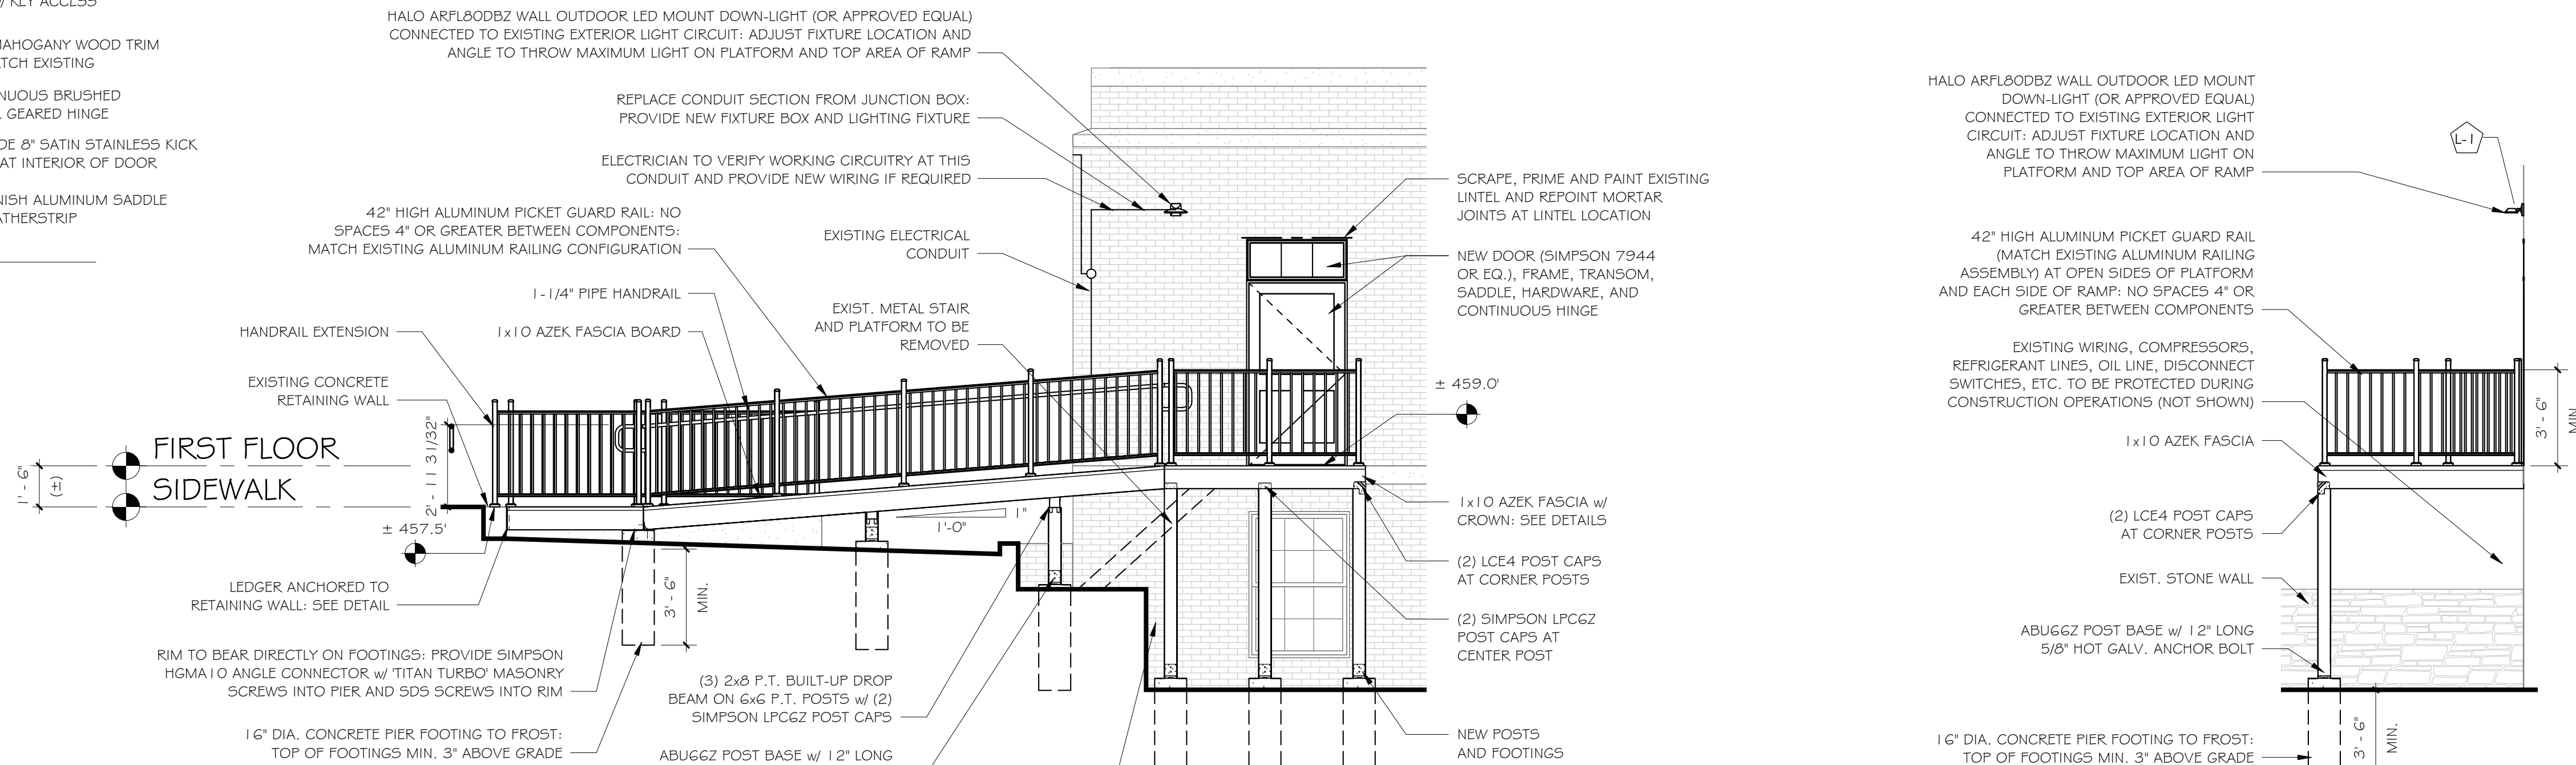 / KEY ACCESS
MAHOGANY WOOD TRIM
TCH EXISTING
NUOUS BRUSHED
GEARED HINGE
DE 8" SATIN STAINLESS KICK
AT INTERIOR OF DOOR
NISH ALUMINUM SADDLE
ATHERSTRIP
HALO ARFL80DBZ WALL OUTDOOR LED MOUNT DOWN-LIGHT (OR APPROVED EQUAL)
CONNECTED TO EXISTING EXTERIOR LIGHT CIRCUIT: ADJUST FIXTURE LOCATION AND
ANGLE TO THROW MAXIMUM LIGHT ON PLATFORM AND TOP AREA OF RAMP
REPLACE CONDUIT SECTION FROM JUNCTION BOX:
PROVIDE NEW FIXTURE BOX AND LIGHTING FIXTURE
ELECTRICIAN TO VERIFY WORKING CIRCUITRY AT THIS
CONDUIT AND PROVIDE NEW WIRING IF REQUIRED
42" HIGH ALUMINUM PICKET GUARD RAIL: NO
SPACES 4" OR GREATER BETWEEN COMPONENTS:
MATCH EXISTING ALUMINUM RAILING CONFIGURATION
EXISTING ELECTRICAL
CONDUIT
1-1/4" PIPE HANDRAIL
EXIST. METAL STAIR
AND PLATFORM TO BE
REMOVED
HANDRAIL EXTENSION
1x10 AZEK FASCIA BOARD
EXISTING CONCRETE
RETAINING WALL
FIRST FLOOR
SIDEWALK
1' - 6"
(±)
2' - 11 31/32"
± 457.5'
1"
1'-0"
LEDGER ANCHORED TO
RETAINING WALL: SEE DETAIL
3' - 6"
MIN.
RIM TO BEAR DIRECTLY ON FOOTINGS: PROVIDE SIMPSON
HGMA10 ANGLE CONNECTOR w/ 'TITAN TURBO' MASONRY
SCREWS INTO PIER AND SDS SCREWS INTO RIM
16" DIA. CONCRETE PIER FOOTING TO FROST:
TOP OF FOOTINGS MIN. 3" ABOVE GRADE
(3) 2x8 P.T. BUILT-UP DROP
BEAM ON 6x6 P.T. POSTS w/ (2)
SIMPSON LPC6Z POST CAPS
ABU66Z POST BASE w/ 12" LONG
SCRAPE, PRIME AND PAINT EXISTING
LINTEL AND REPOINT MORTAR
JOINTS AT LINTEL LOCATION
NEW DOOR (SIMPSON 7944
OR EQ.), FRAME, TRANSOM,
SADDLE, HARDWARE, AND
CONTINUOUS HINGE
± 459.0'
1x10 AZEK FASCIA w/
CROWN: SEE DETAILS
(2) LCE4 POST CAPS
AT CORNER POSTS
(2) SIMPSON LPC6Z
POST CAPS AT
CENTER POST
NEW POSTS
AND FOOTINGS
HALO ARFL80DBZ WALL OUTDOOR LED MOUNT
DOWN-LIGHT (OR APPROVED EQUAL)
CONNECTED TO EXISTING EXTERIOR LIGHT
CIRCUIT: ADJUST FIXTURE LOCATION AND
ANGLE TO THROW MAXIMUM LIGHT ON
PLATFORM AND TOP AREA OF RAMP
L-1
42" HIGH ALUMINUM PICKET GUARD RAIL
(MATCH EXISTING ALUMINUM RAILING
ASSEMBLY) AT OPEN SIDES OF PLATFORM
AND EACH SIDE OF RAMP: NO SPACES 4" OR
GREATER BETWEEN COMPONENTS
EXISTING WIRING, COMPRESSORS,
REFRIGERANT LINES, OIL LINE, DISCONNECT
SWITCHES, ETC. TO BE PROTECTED DURING
CONSTRUCTION OPERATIONS (NOT SHOWN)
1x10 AZEK FASCIA
3' - 6"
MIN
(2) LCE4 POST CAPS
AT CORNER POSTS
EXIST. STONE WALL
ABU66Z POST BASE w/ 12" LONG
5/8" HOT GALV. ANCHOR BOLT
16" DIA. CONCRETE PIER FOOTING TO FROST:
TOP OF FOOTINGS MIN. 3" ABOVE GRADE
3' - 6"
MIN.